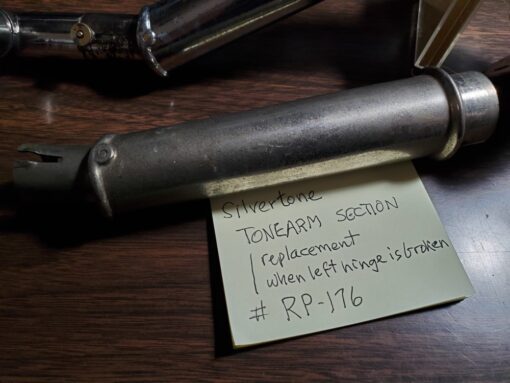 Silvertone
TONEARM SECTION
replacement
when left hinge is broken
# RP-176